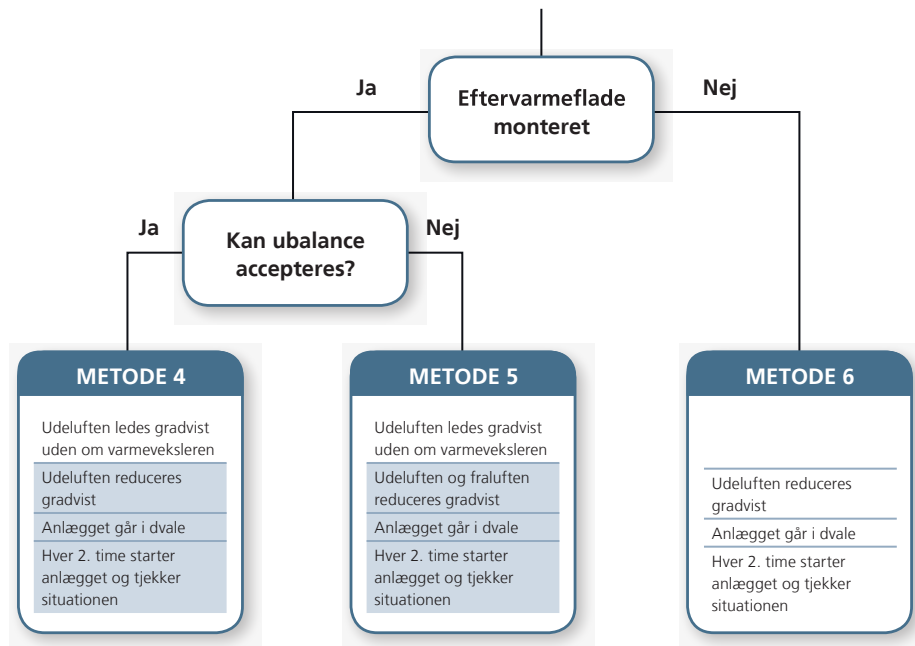 Ja
Eftervarmeflade
monteret
Nej
Ja
Kan ubalance
accepteres?
Nej
METODE 4
Udeluften ledes gradvist
uden om varmeveksleren
Udeluften reduceres
gradvist
Anlægget går i dvale
Hver 2. time starter
anlægget og tjekker
situationen
METODE 5
Udeluften ledes gradvist
uden om varmeveksleren
Udeluften og fraluften
reduceres gradvist
Anlægget går i dvale
Hver 2. time starter
anlægget og tjekker
situationen
METODE 6
Udeluften reduceres
gradvist
Anlægget går i dvale
Hver 2. time starter
anlægget og tjekker
situationen